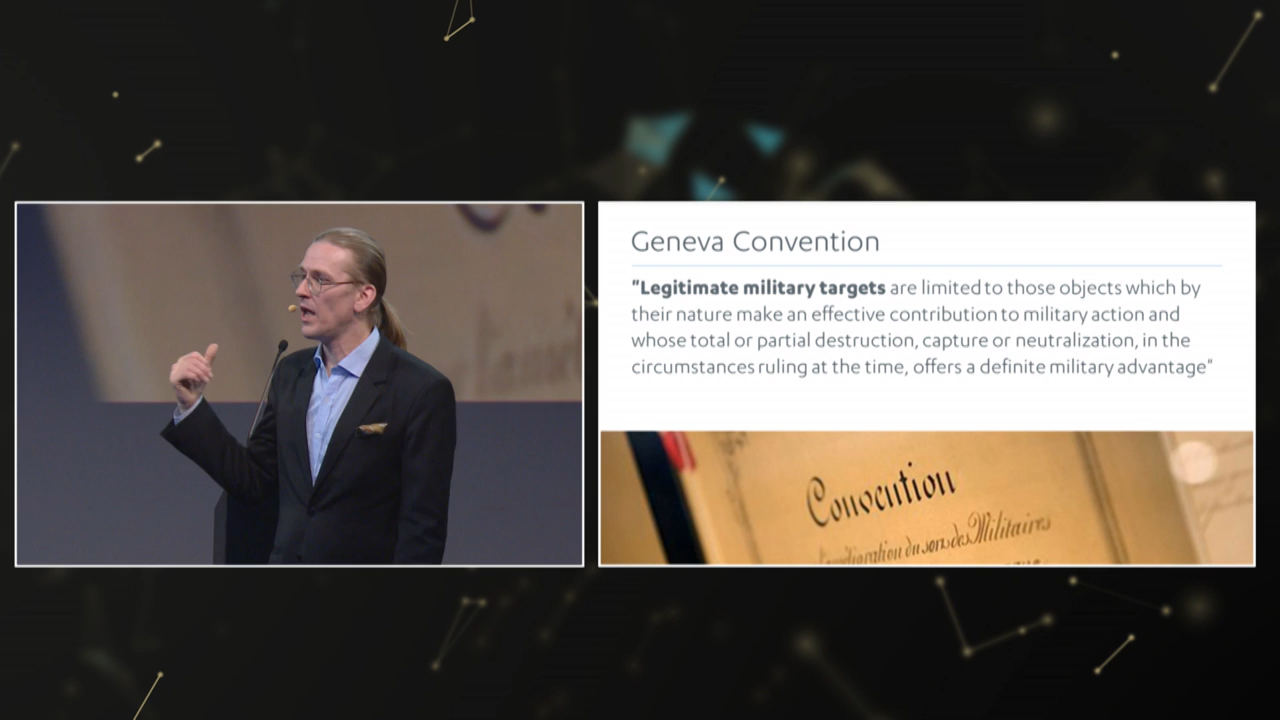 Geneva Convention
"Legitimate military targets are limited to those objects which by
their nature make an effective contribution to military action and
whose total or partial destruction, capture or neutralization, in the
circumstances ruling at the time, offers a definite military advantage"
Convention
des Militaires